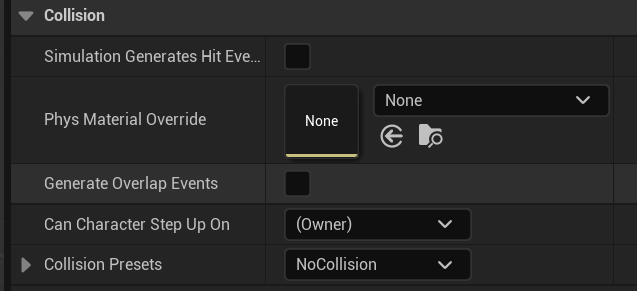 Collision
Simulation Generates Hit Eve...
Phys Material Override
None
None
Generate Overlap Events
Can Character Step Up On
(Owner)
Collision Presets
NoCollision